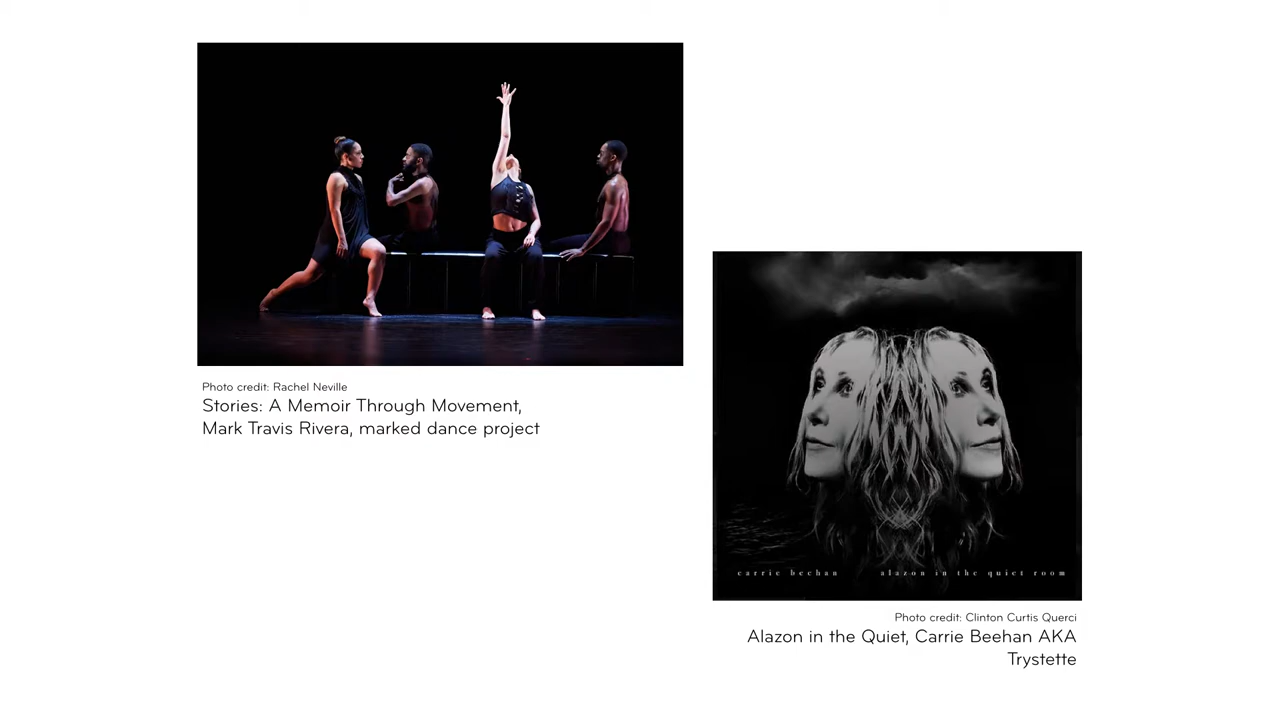 Photo credit: Rachel Neville
Stories: A Memoir Through Movement,
Mark Travis Rivera, marked dance project
carrie beehan alazon in the quiet room
Photo credit: Clinton Curtis Querci
Alazon in the Quiet, Carrie Beehan AKA
Trystette